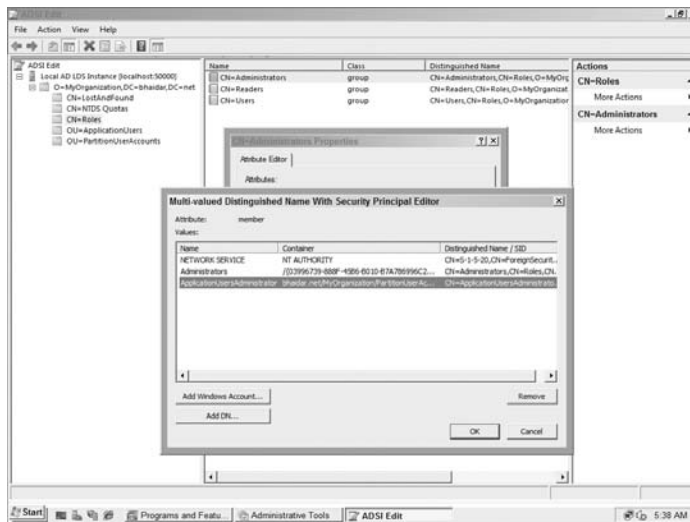 ADSI Edit
File Action View Help
ADSI Edit
Local AD LDS Instance [localhost:50000]
O=MyOrganization,DC=bhaidar,DC=net
CN=LostAndFound
CN=NTDS Quotas
CN=Roles
OU=ApplicationUsers
OU=PartitionUserAccounts
Name Class Distinguished Name
CN=Administrators group CN=Administrators,CN=Roles,O=MyOrg
CN=Readers group CN=Readers,CN=Roles,O=MyOrganizat
CN=Users group CN=Users,CN=Roles,O=MyOrganization
Actions
CN=Roles
More Actions
CN=Administrators
More Actions
CN=Administrators Properties
Attribute Editor
Attributes:
Multi-valued Distinguished Name With Security Principal Editor
Attribute: member
Values:
Name Container Distinguished Name / SID
NETWORK SERVICE NT AUTHORITY CN=S-1-5-20,CN=ForeignSecurit...
Administrators CN=Administrators,CN=Roles,CN...
ApplicationUsersAdministrator bhaidar.net/MyOrganization/PartitionUserAc... CN=ApplicationUsersAdministrato...
Add Windows Account...
Remove
Add DN...
OK Cancel
Start Programs and Featu... Administrative Tools ADSI Edit 5:38 AM